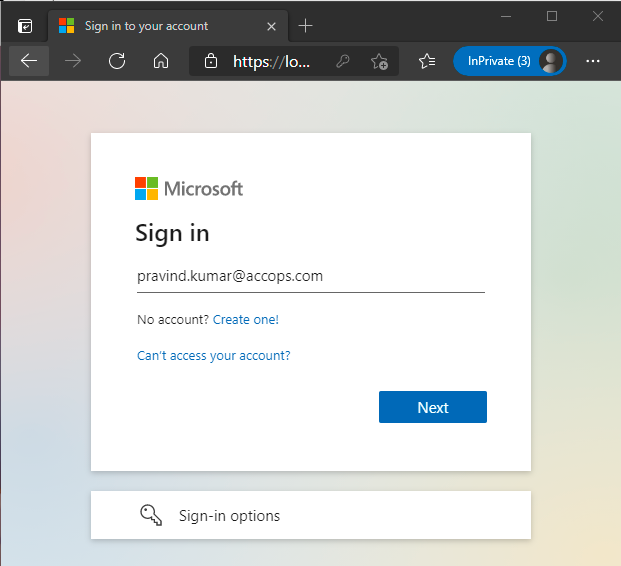 Sign in to your account
https://lo...
InPrivate (3)
Microsoft
Sign in
pravind.kumar@accops.com
No account? Create one!
Can't access your account?
Next
Sign-in options